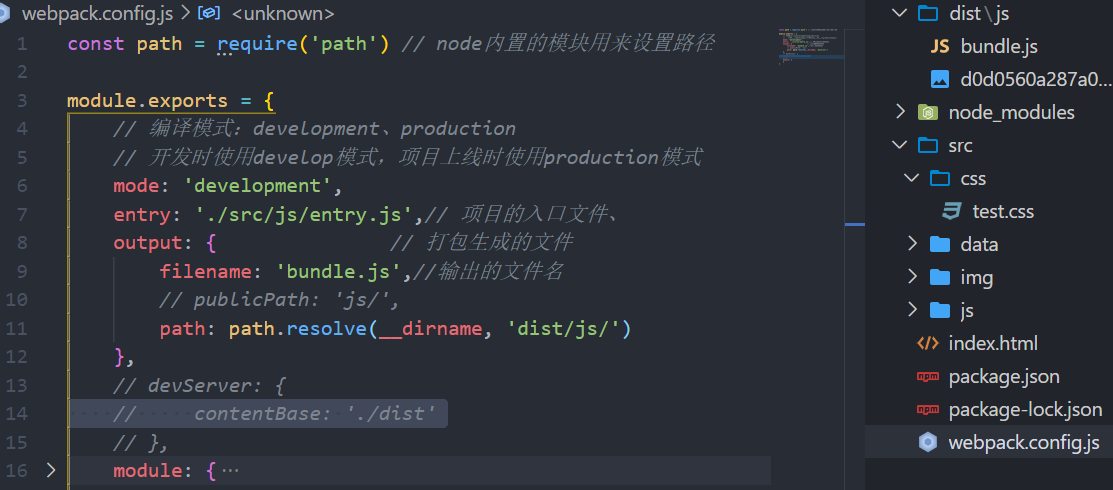 webpack.config.js > <unknown>
1 const path = require('path') // node内置的模块用来设置路径
2
3 module.exports = {
4 // 编译模式：development、production
5 // 开发时使用develop模式，项目上线时使用production模式
6 mode: 'development',
7 entry: './src/js/entry.js',// 项目的入口文件、
8 output: { // 打包生成的文件
9 filename: 'bundle.js',//输出的文件名
10 // publicPath: 'js/',
11 path: path.resolve(__dirname, 'dist/js/')
12 },
13 // devServer: {
14 // contentBase: './dist'
15 // },
16 module: {…
dist\js
JS bundle.js
d0d0560a287a0...
node_modules
src
css
test.css
data
img
js
index.html
package.json
package-lock.json
webpack.config.js